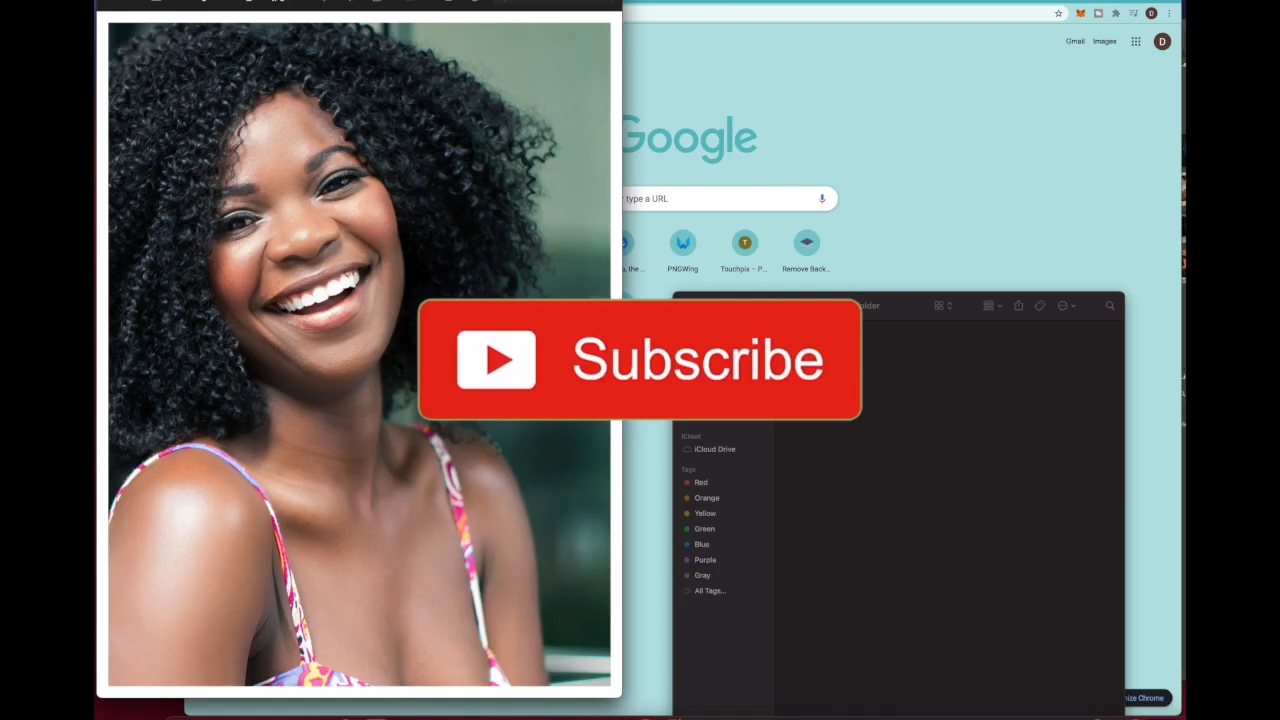 D
Gmail
Images
D
Google
type a URL
T
PNGWing
Touchpix – P...
Remove Back...
Subscribe
iCloud
iCloud Drive
Tags
Red
Orange
Yellow
Green
Blue
Purple
Gray
All Tags...
Chrome